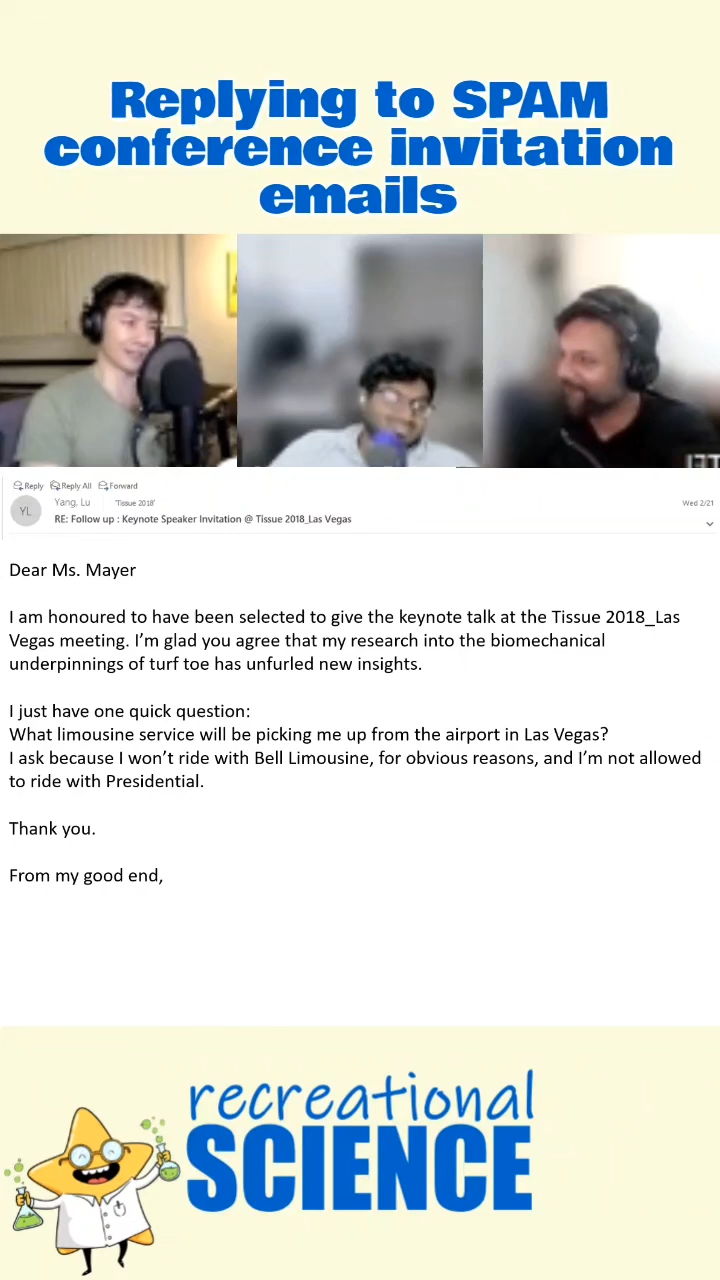 Replying to SPAM
conference invitation
emails
Reply Reply All Forward
YL
Yang, Lu 'Tissue 2018'
Wed 2/21
RE: Follow up : Keynote Speaker Invitation @ Tissue 2018_Las Vegas
Dear Ms. Mayer
I am honoured to have been selected to give the keynote talk at the Tissue 2018_Las
Vegas meeting. I'm glad you agree that my research into the biomechanical
underpinnings of turf toe has unfurled new insights.
I just have one quick question:
What limousine service will be picking me up from the airport in Las Vegas?
I ask because I won't ride with Bell Limousine, for obvious reasons, and I'm not allowed
to ride with Presidential.
Thank you.
From my good end,
recreational
SCIENCE